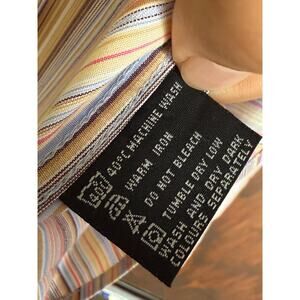 40°C MACHINE WASH
WARM IRON
DO NOT BLEACH
TUMBLE DRY LOW
WASH AND DRY DARK
COLOURS SEPARATELY